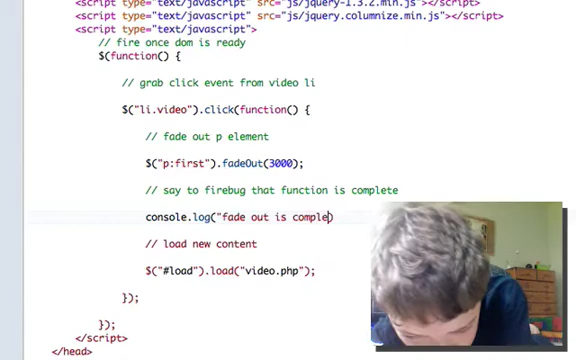 <script type="text/javascript" src="js/jquery-1.3.2.min.js"></script>
<script type="text/javascript" src="js/jquery.columnize.min.js"></script>
<script type="text/javascript">
// fire once dom is ready
$(function() {
// grab click event from video li
$("li.video").click(function() {
// fade out p element
$("p:first").fadeOut(3000);
// say to firebug that function is complete
console.log("fade out is comple)
// load new content
$("#load").load("video.php");
});
});
</script>
</head>